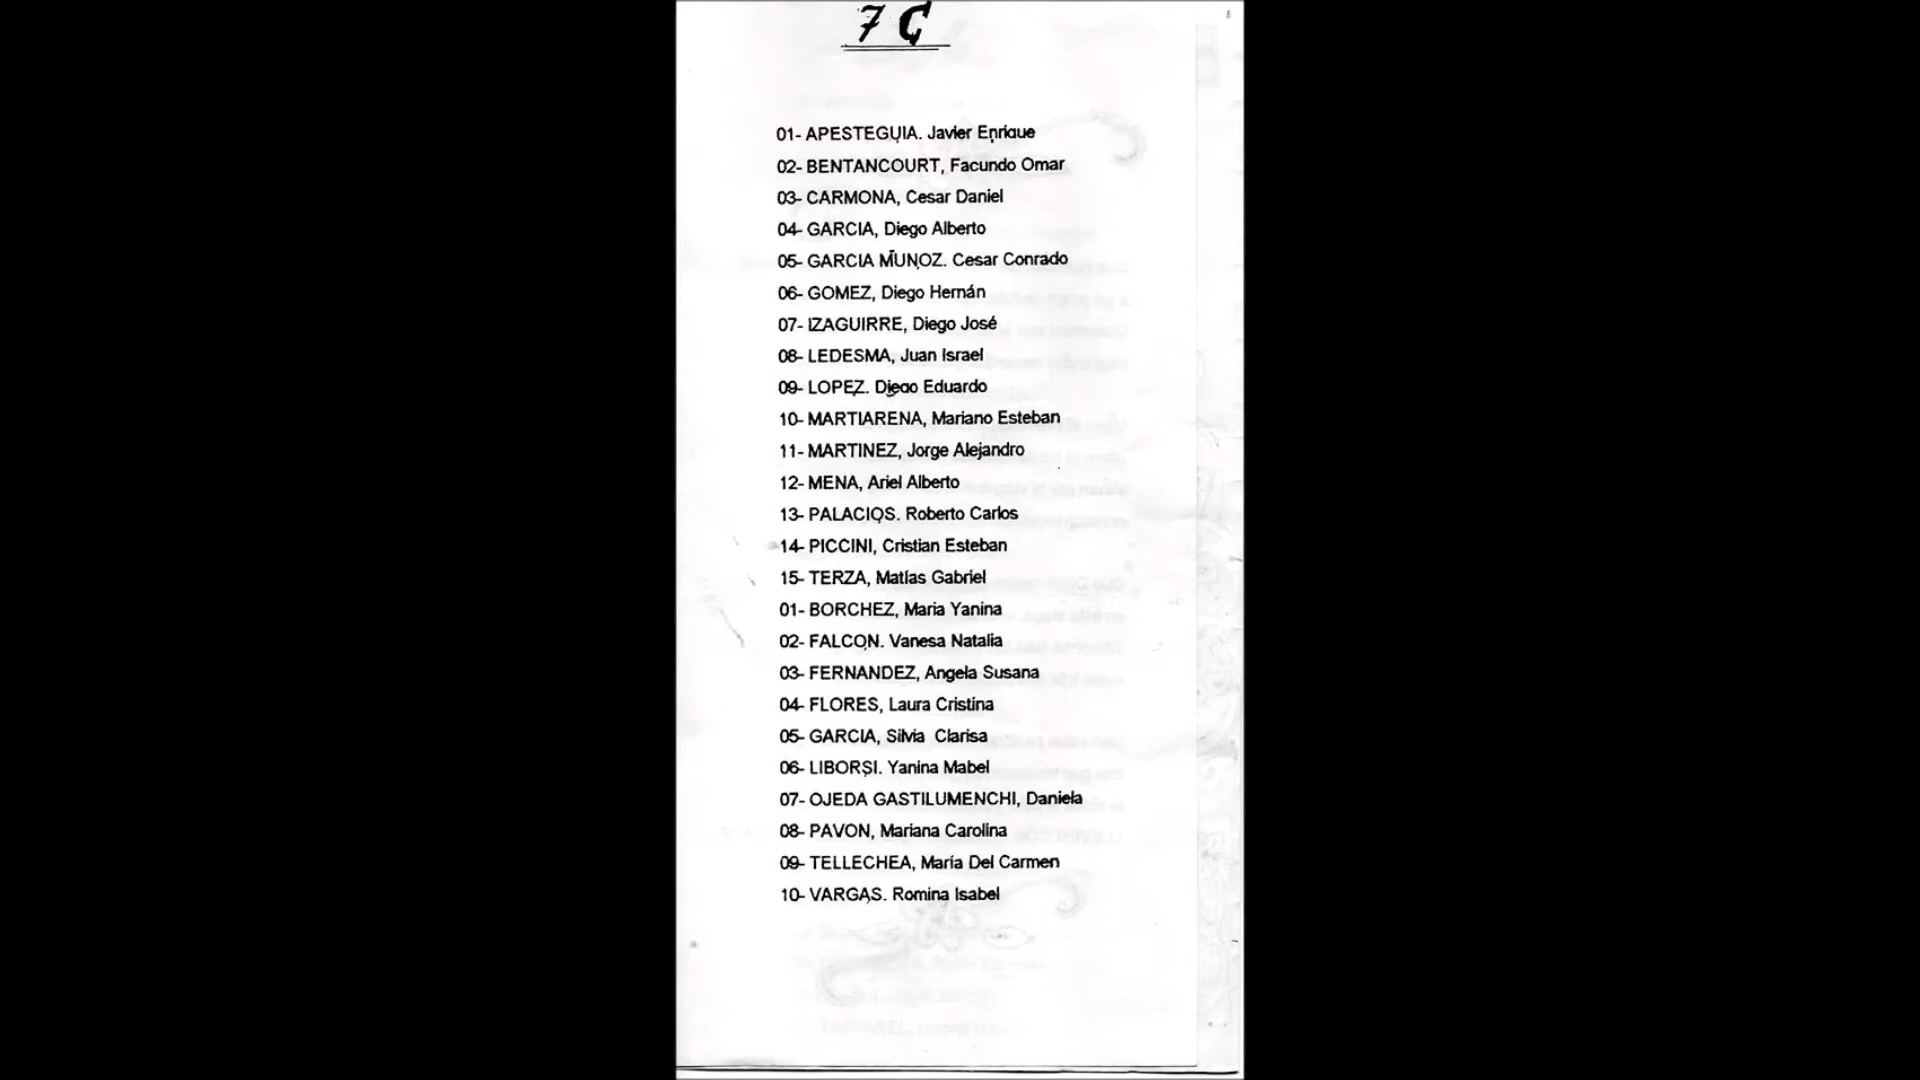 7 C
01- APESTEGUIA. Javier Enrique
02- BENTANCOURT, Facundo Omar
03- CARMONA, Cesar Daniel
04- GARCIA, Diego Alberto
05- GARCIA MUÑOZ. Cesar Conrado
06- GOMEZ, Diego Hernán
07- IZAGUIRRE, Diego José
08- LEDESMA, Juan Israel
09- LOPEZ. Diego Eduardo
10- MARTIARENA, Mariano Esteban
11- MARTINEZ, Jorge Alejandro
12- MENA, Ariel Alberto
13- PALACIOS. Roberto Carlos
14- PICCINI, Cristian Esteban
15- TERZA, Matías Gabriel
01- BORCHEZ, Maria Yanina
02- FALCON. Vanesa Natalia
03- FERNANDEZ, Angela Susana
04- FLORES, Laura Cristina
05- GARCIA, Silvia Clarisa
06- LIBORSI. Yanina Mabel
07- OJEDA GASTILUMENCHI, Daniela
08- PAVON, Mariana Carolina
09- TELLECHEA, María Del Carmen
10- VARGAS. Romina Isabel